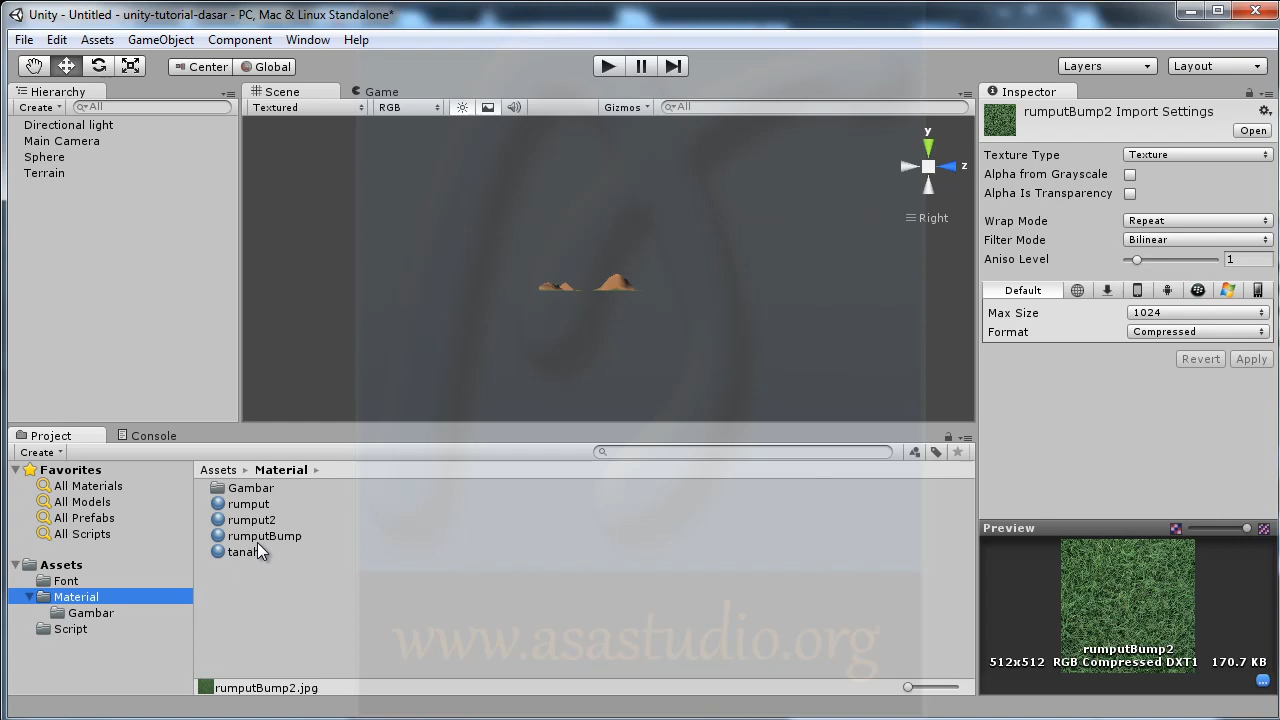 Unity - Untitled - unity-tutorial-dasar - PC, Mac & Linux Standalone*
File Edit Assets GameObject Component Window Help
Center Global Layers Layout
Hierarchy
Create All
Directional light
Main Camera
Sphere
Terrain
Scene Game
Textured RGB Gizmos All
y
z
Right
Inspector
rumputBump2 Import Settings
Open
Texture Type Texture
Alpha from Grayscale
Alpha Is Transparency
Wrap Mode Repeat
Filter Mode Bilinear
Aniso Level 1
Default
Max Size 1024
Format Compressed
Revert Apply
Project Console
Create
Favorites
All Materials
All Models
All Prefabs
All Scripts
Assets
Font
Material
Gambar
Script
Assets Material
Gambar
rumput
rumput2
rumputBump
tanah
rumputBump2.jpg
www.asastudio.org
Preview
rumputBump2
512x512 RGB Compressed DXT1 170.7 KB